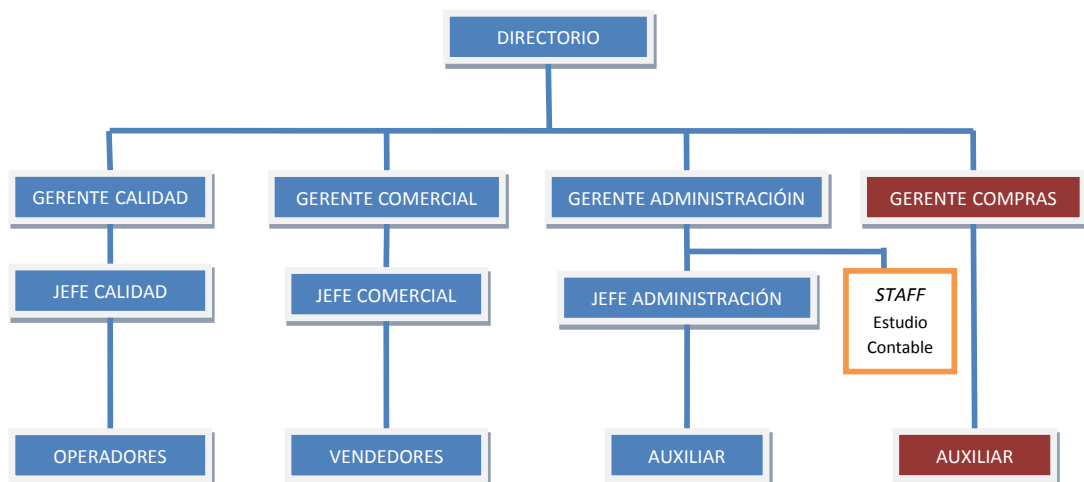 DIRECTORIO
GERENTE CALIDAD
GERENTE COMERCIAL
GERENTE ADMINISTRACIÓIN
GERENTE COMPRAS
JEFE CALIDAD
JEFE COMERCIAL
JEFE ADMINISTRACIÓN
STAFF
Estudio
Contable
OPERADORES
VENDEDORES
AUXILIAR
AUXILIAR